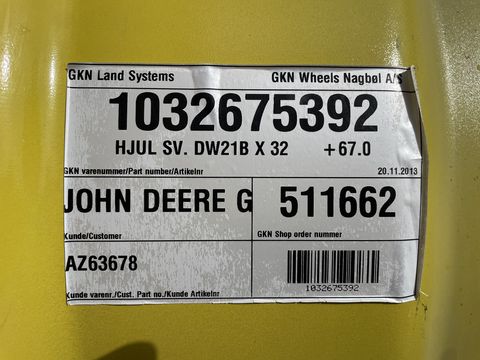 GKN Land Systems GKN Wheels Nagbøl A/S
1032675392
HJUL SV. DW21B X 32 +67.0
GKN varenummer/Part number/Artikelnr 20.11.2013
JOHN DEERE G 511662
Kunde/Customer GKN Shop order nummer
AZ63678
Kunde varenr./Cust. Part no./Kunde Artikelnr 1032675392